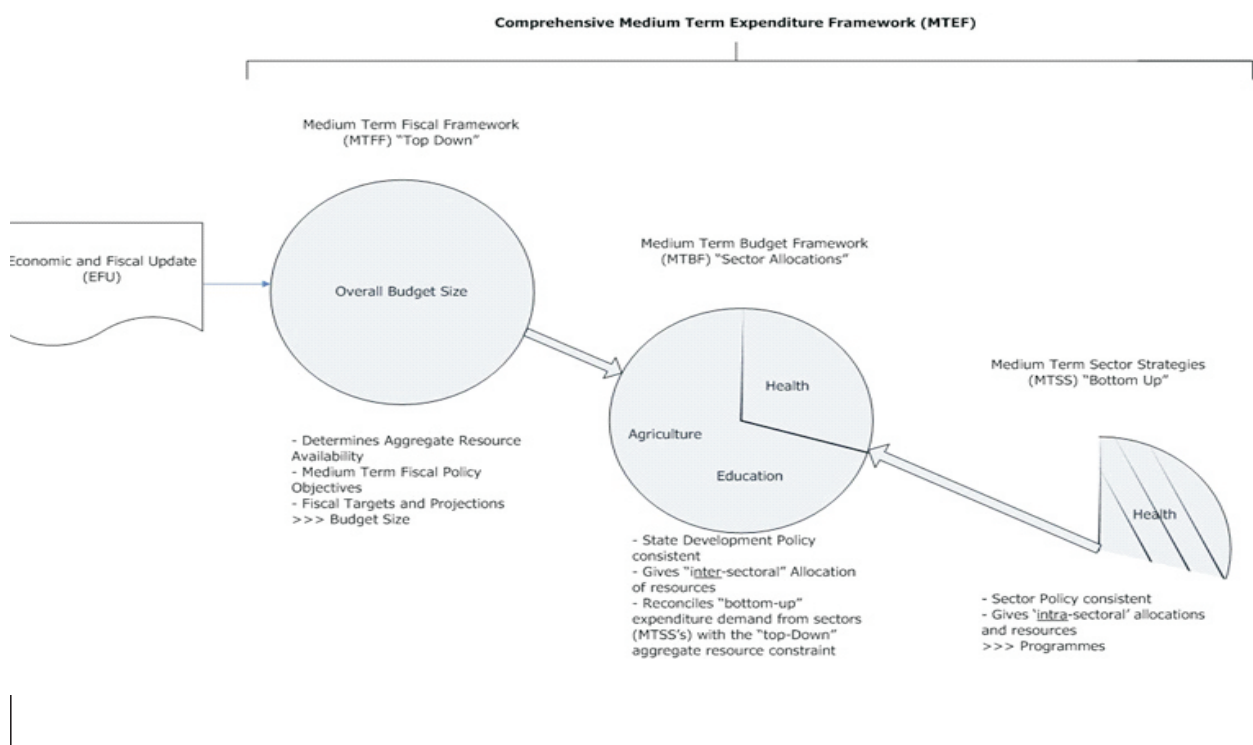 Comprehensive Medium Term Expenditure Framework (MTEF)
Medium Term Fiscal Framework
(MTFF) “Top Down”
Economic and Fiscal Update
(EFU)
Overall Budget Size
- Determines Aggregate Resource
Availability
- Medium Term Fiscal Policy
Objectives
- Fiscal Targets and Projections
>>> Budget Size
Medium Term Budget Framework
(MTBF) “Sector Allocations”
Health
Agriculture
Education
- State Development Policy
consistent
- Gives “inter-sectoral” Allocation
of resources
- Reconciles “bottom-up”
expenditure demand from sectors
(MTSS’s) with the “top-Down”
aggregate resource constraint
Medium Term Sector Strategies
(MTSS) “Bottom Up”
Health
- Sector Policy consistent
- Gives ‘intra-sectoral’ allocations
and resources
>>> Programmes